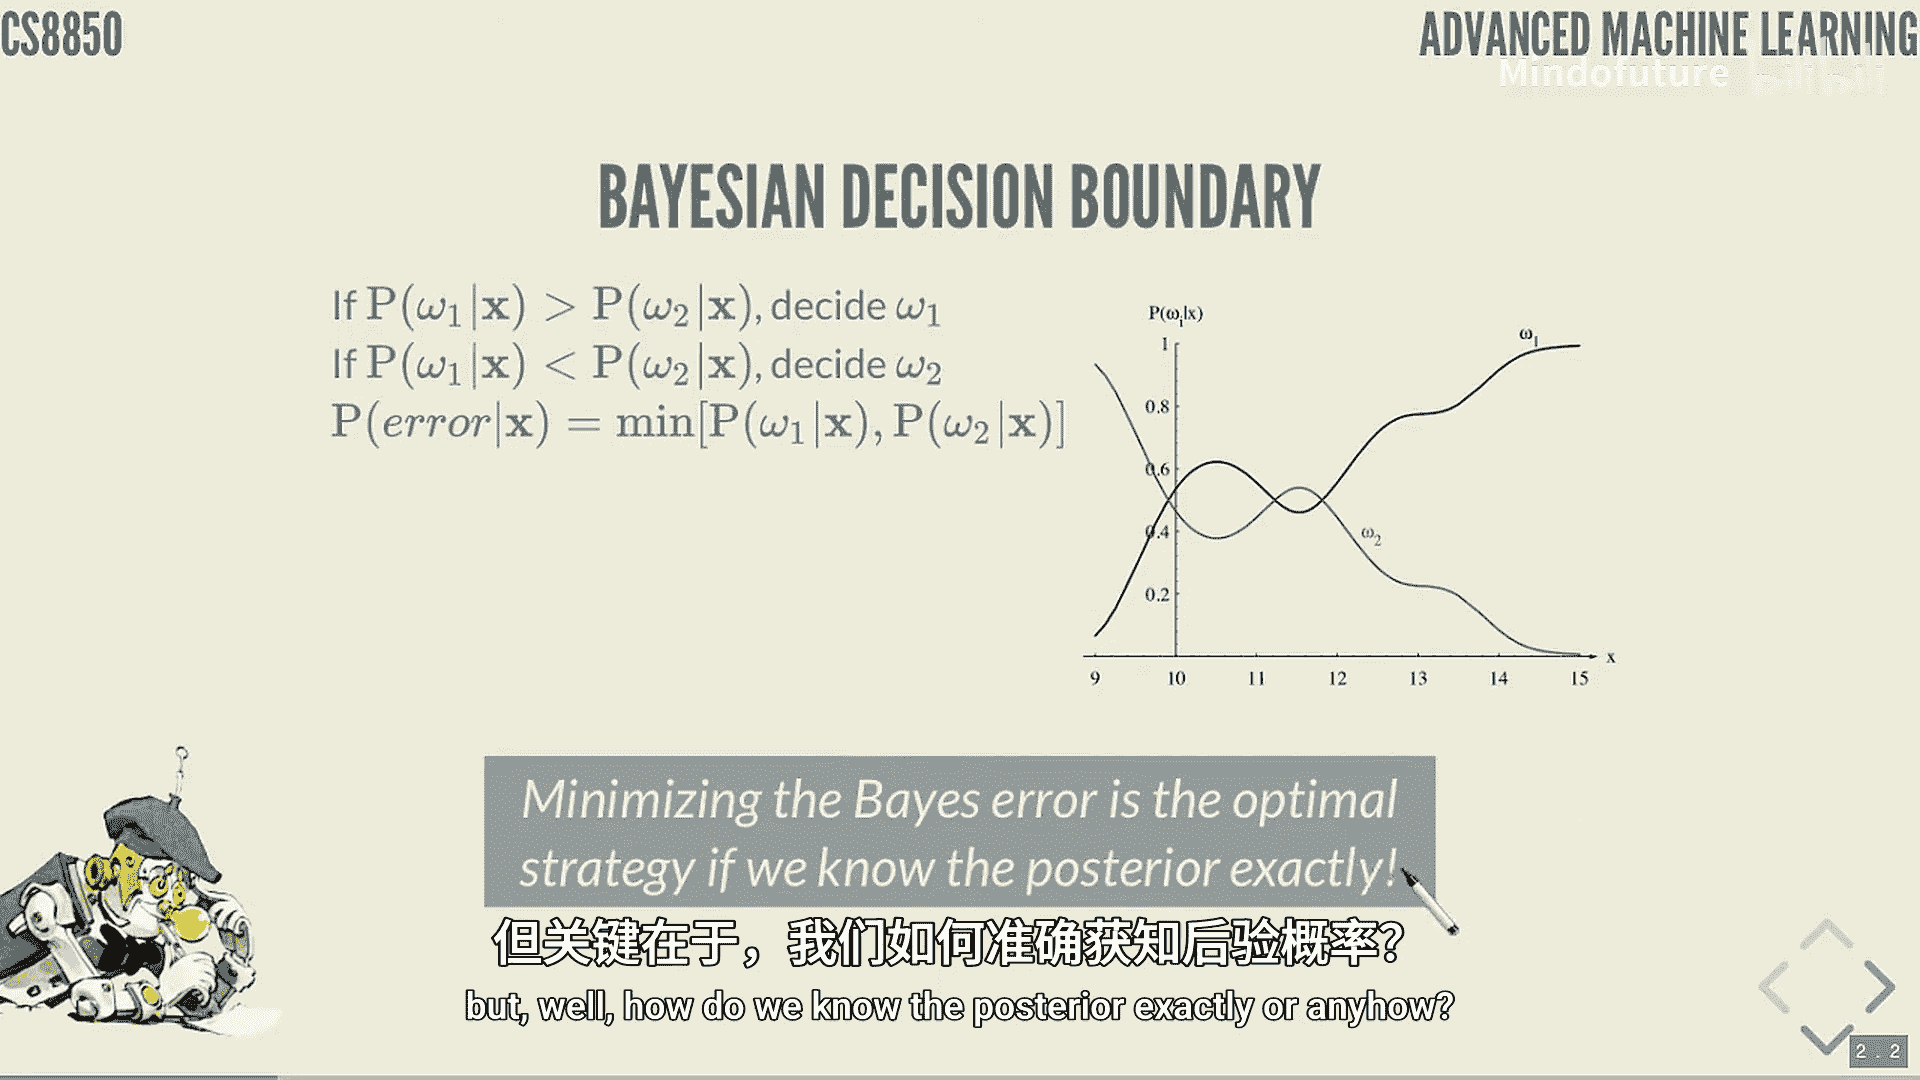 CS8850
ADVANCED MACHINE LEARNING
Mindofuture
BAYESIAN DECISION BOUNDARY
If P(ω₁|x) > P(ω₂|x), decide ω₁
If P(ω₁|x) < P(ω₂|x), decide ω₂
P(error|x) = min[P(ω₁|x), P(ω₂|x)]
P(ωᵢ|x)
ω₁
1
0.8
0.6
0.4
ω₂
0.2
x
9 10 11 12 13 14 15
Minimizing the Bayes error is the optimal
strategy if we know the posterior exactly!
但关键在于，我们如何准确获知后验概率？
but, well, how do we know the posterior exactly or anyhow?
2.2